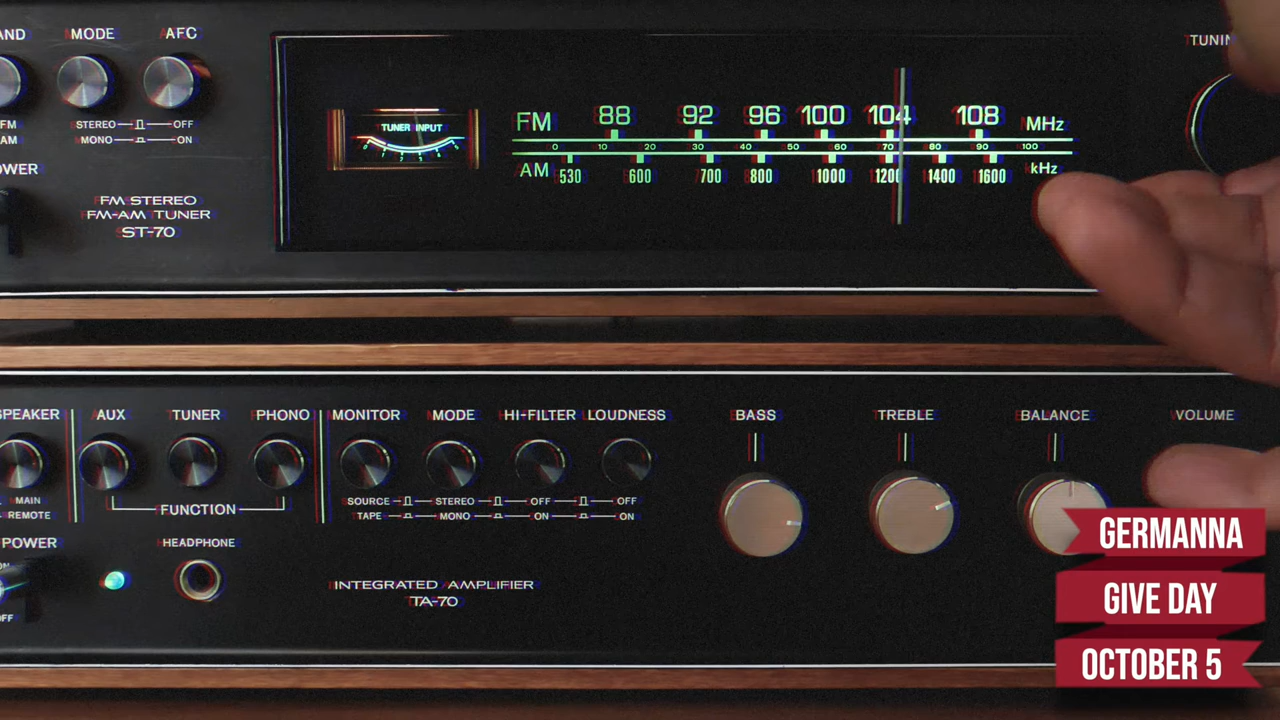 AND MODE AFC
TUNIN
FM STEREO OFF
AM MONO ON
POWER
FM STEREO
FM-AM TUNER
ST-70
TUNER INPUT
FM 88 92 96 100 104 108 MHz
0 10 20 30 40 50 60 70 80 90 100
AM 530 600 700 800 1000 1200 1400 1600 kHz
SPEAKER AUX TUNER PHONO MONITOR MODE HI-FILTER LOUDNESS BASS TREBLE BALANCE VOLUME
MAIN
REMOTE
FUNCTION
SOURCE STEREO OFF OFF
TAPE MONO ON ON
POWER HEADPHONE
ON
OFF
INTEGRATED AMPLIFIER
TA-70
GERMANNA
GIVE DAY
OCTOBER 5